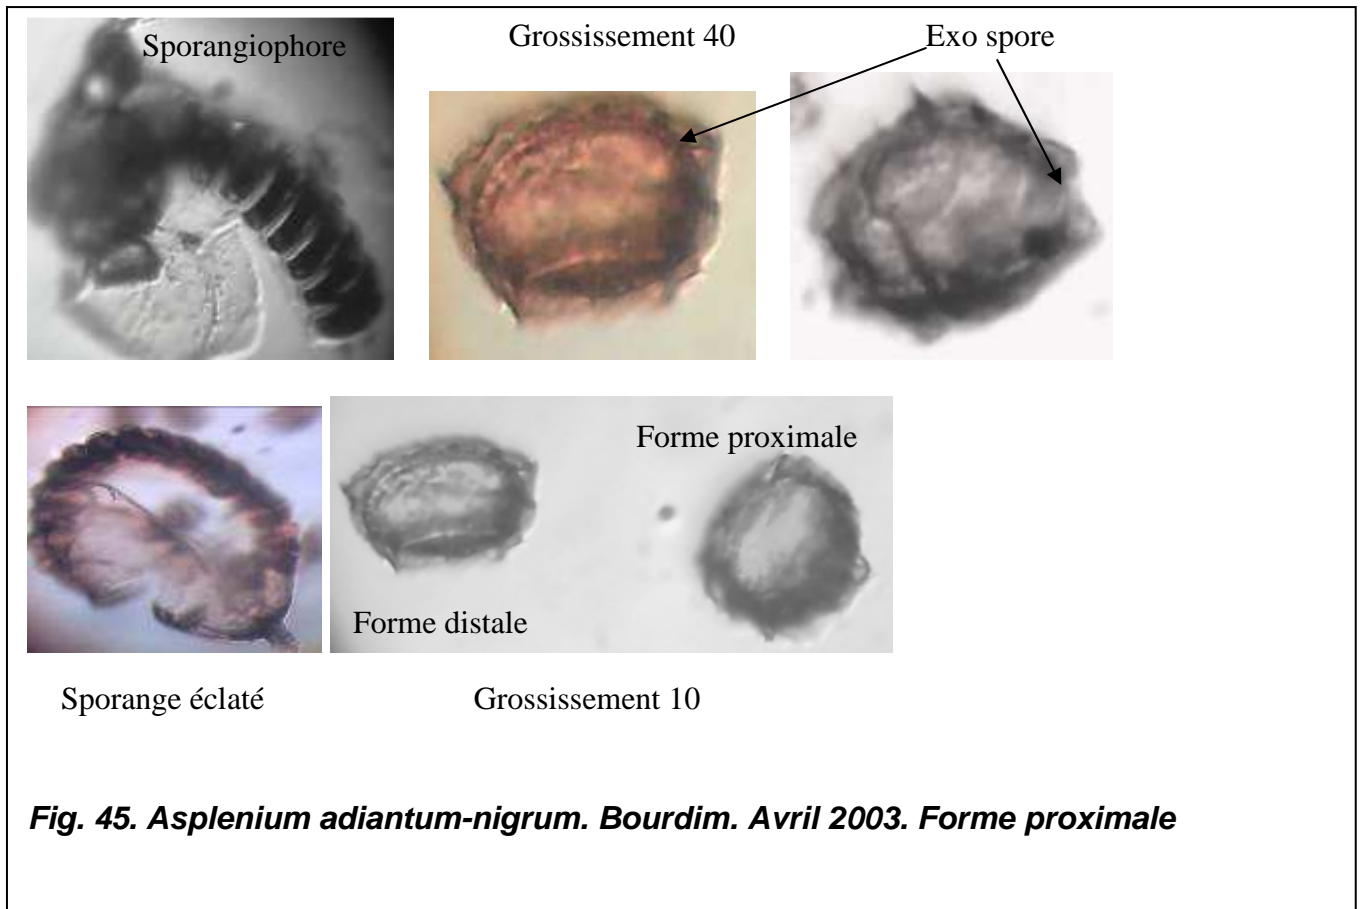 Sporangiophore
Grossissement 40
Exo spore
Forme proximale
Forme distale
Sporange éclaté
Grossissement 10
Fig. 45. Asplenium adiantum-nigrum. Bourdim. Avril 2003. Forme proximale